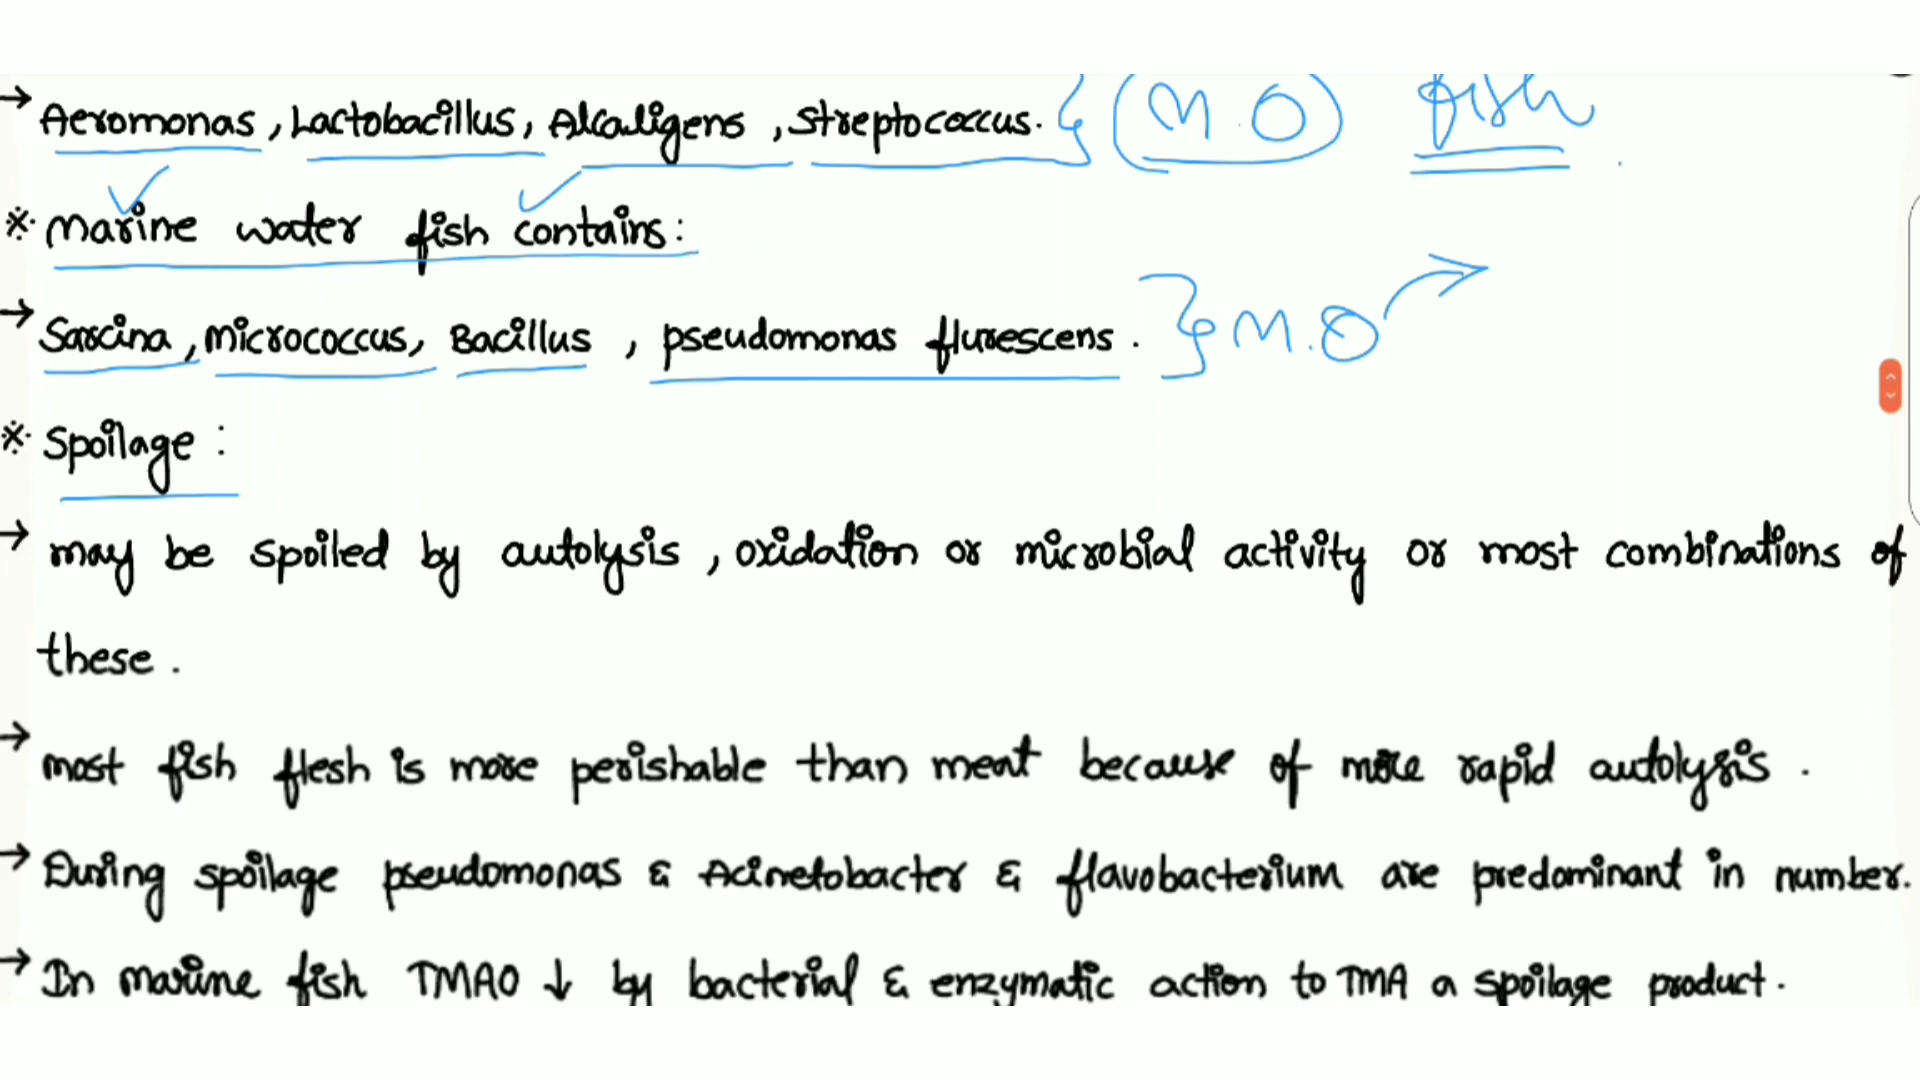 → Aeromonas, Lactobacillus, Alcaligens, Streptococcus. } (M.O) fish
※ Marine water fish contains:
→ Sarcina, Micrococcus, Bacillus, pseudomonas flurescens. } M.O →
※ Spoilage:
→ may be spoiled by autolysis, oxidation or microbial activity or most combinations of
these.
→ most fish flesh is more perishable than meat because of more rapid autolysis.
→ During spoilage pseudomonas & Acinetobacter & flavobacterium are predominant in number.
→ In marine fish TMAO ↓ by bacterial & enzymatic action to TMA a spoilage product.